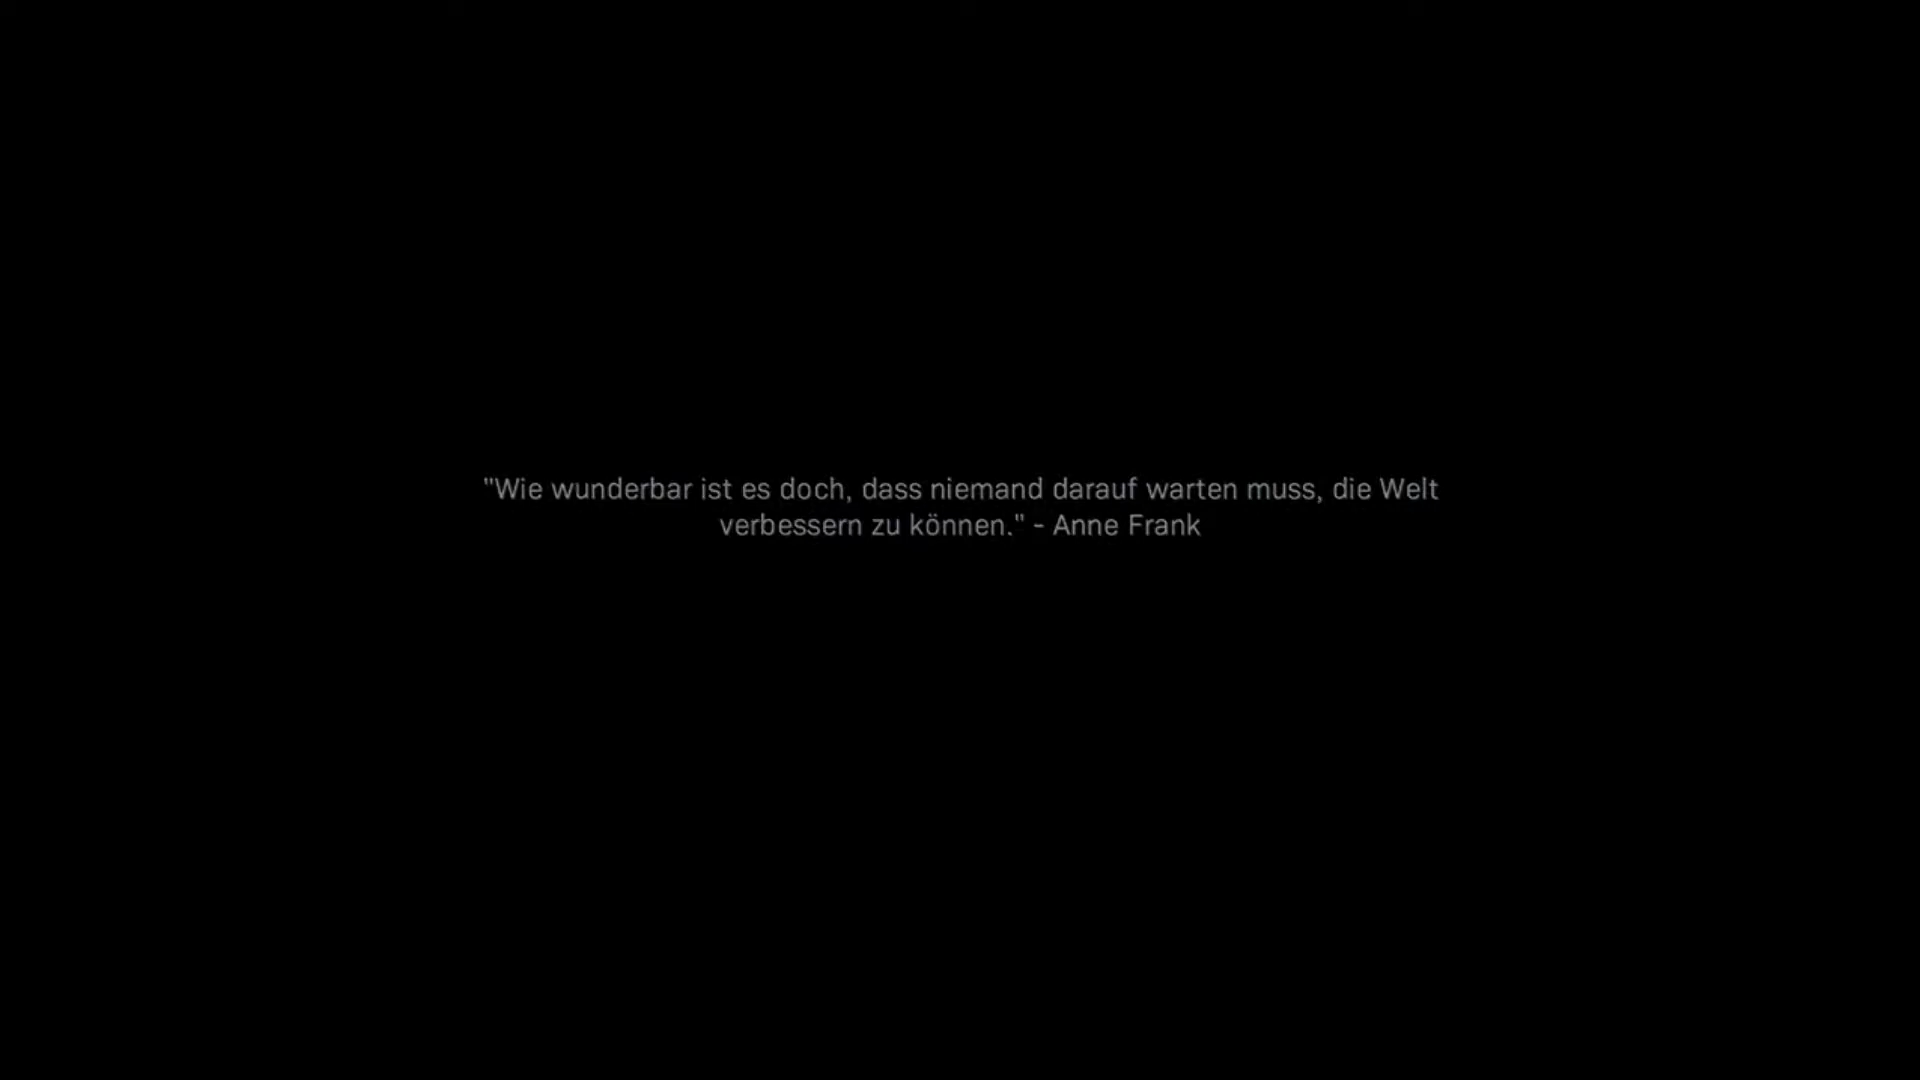 "Wie wunderbar ist es doch, dass niemand darauf warten muss, die Welt
verbessern zu können." - Anne Frank